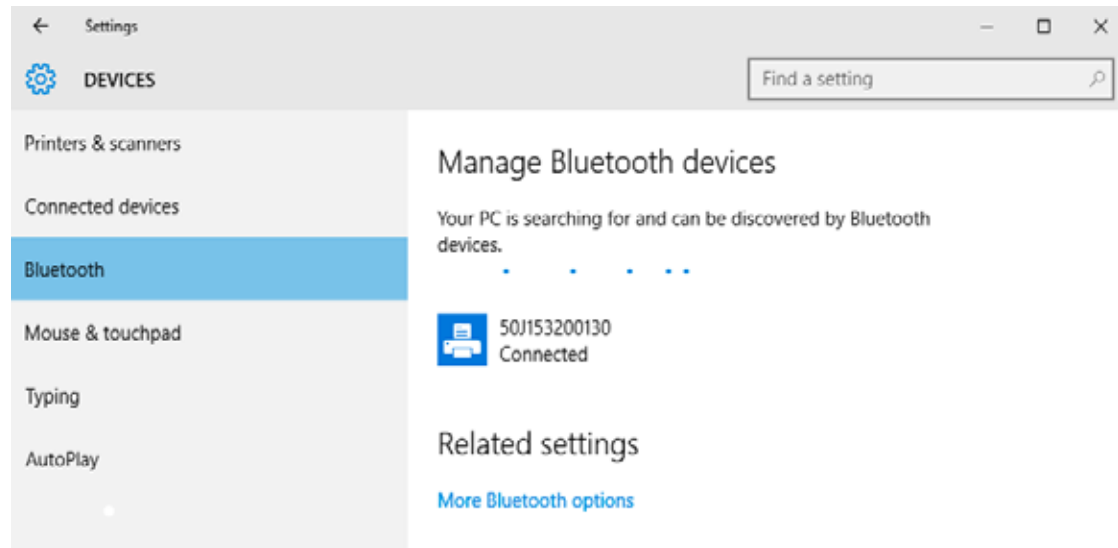 Settings
DEVICES
Find a setting
Printers & scanners
Connected devices
Bluetooth
Mouse & touchpad
Typing
AutoPlay
Manage Bluetooth devices
Your PC is searching for and can be discovered by Bluetooth
devices.
50J153200130
Connected
Related settings
More Bluetooth options